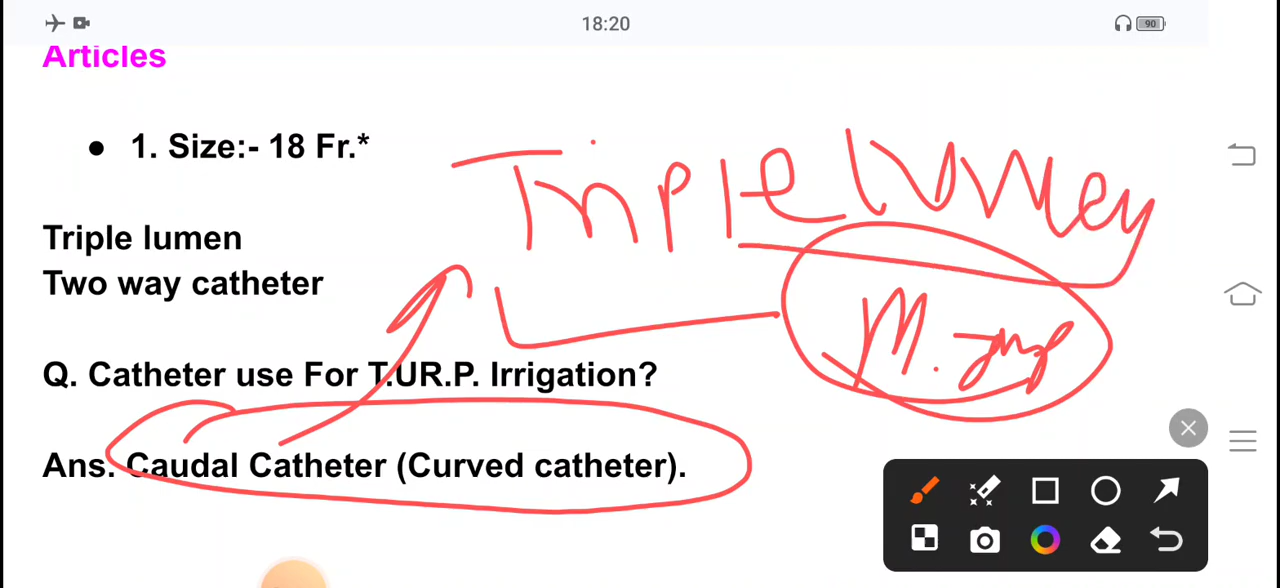 18:20
90
Articles
● 1. Size:- 18 Fr.*
Triple lumen
Triple lumen
Two way catheter
Q. Catheter use For T.UR.P. Irrigation?
Ans. Caudal Catheter (Curved catheter).